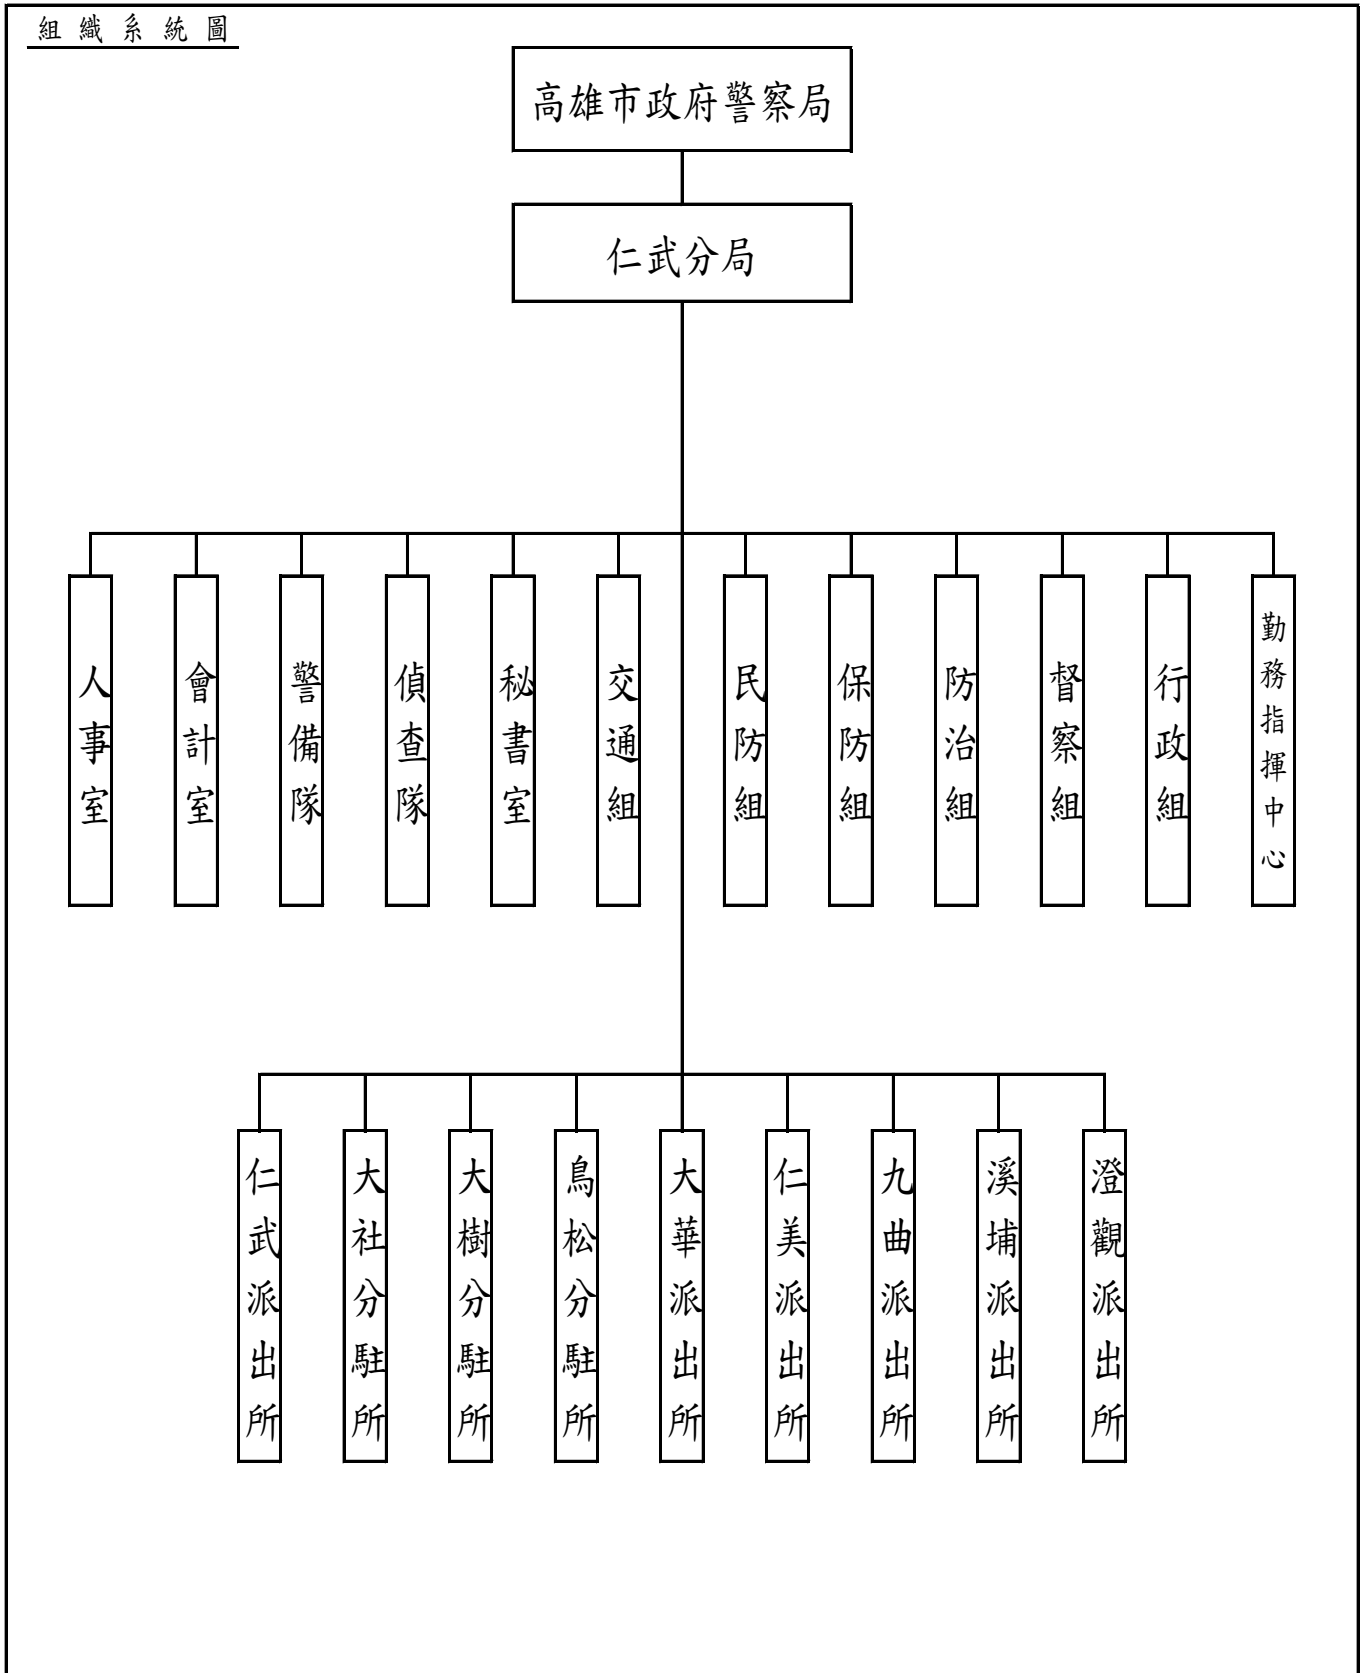 組織系統圖
高雄市政府警察局
仁武分局
人事室
會計室
警備隊
偵查隊
秘書室
交通組
民防組
保防組
防治組
督察組
行政組
勤務指揮中心
仁武派出所
大社分駐所
大樹分駐所
鳥松分駐所
大華派出所
仁美派出所
九曲派出所
溪埔派出所
澄觀派出所